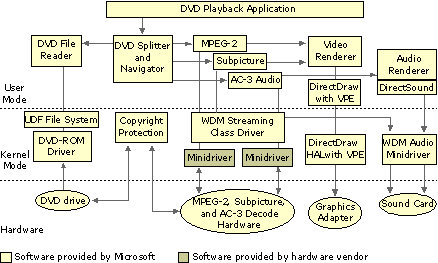 DVD Playback Application
DVD File
Reader
DVD Splitter
and
Navigator
MPEG-2
Subpicture
AC-3 Audio
Video
Renderer
Audio
Renderer
DirectDraw
with VPE
DirectSound
User
Mode
UDF File System
DVD-ROM
Driver
Copyright
Protection
WDM Streaming
Class Driver
Minidriver
Minidriver
DirectDraw
HALwith VPE
WDM Audio
Minidriver
Kernel
Mode
DVD drive
MPEG-2, Subpicture,
and AC-3 Decode
Hardware
Graphics
Adapter
Sound Card
Hardware
Software provided by Microsoft
Software provided by hardware vendor